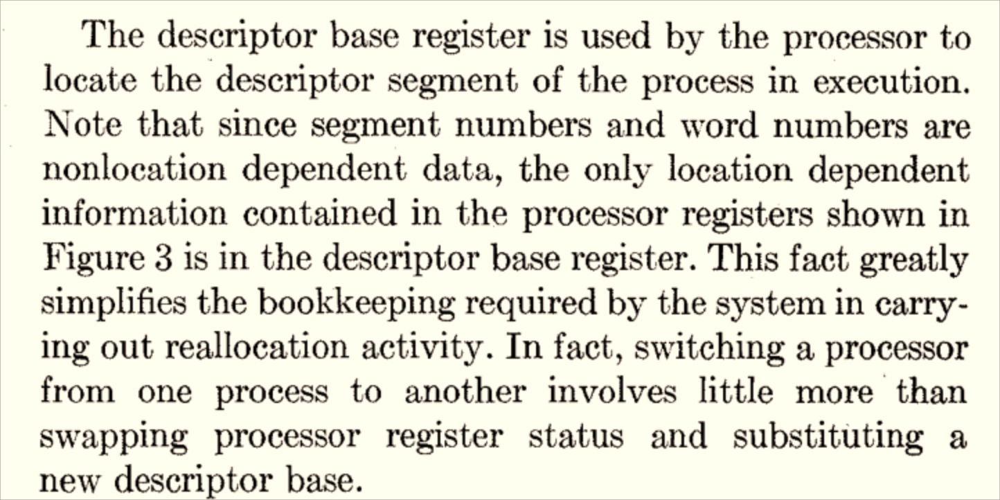 The descriptor base register is used by the processor to
locate the descriptor segment of the process in execution.
Note that since segment numbers and word numbers are
nonlocation dependent data, the only location dependent
information contained in the processor registers shown in
Figure 3 is in the descriptor base register. This fact greatly
simplifies the bookkeeping required by the system in carry-
ing out reallocation activity. In fact, switching a processor
from one process to another involves little more than
swapping processor register status and substituting a
new descriptor base.